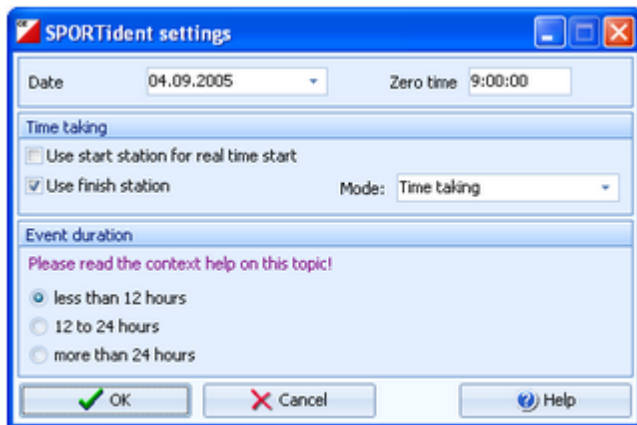 SPORTident settings
Date 04.09.2005 Zero time 9:00:00
Time taking
Use start station for real time start
Use finish station Mode: Time taking
Event duration
Please read the context help on this topic!
less than 12 hours
12 to 24 hours
more than 24 hours
OK Cancel Help